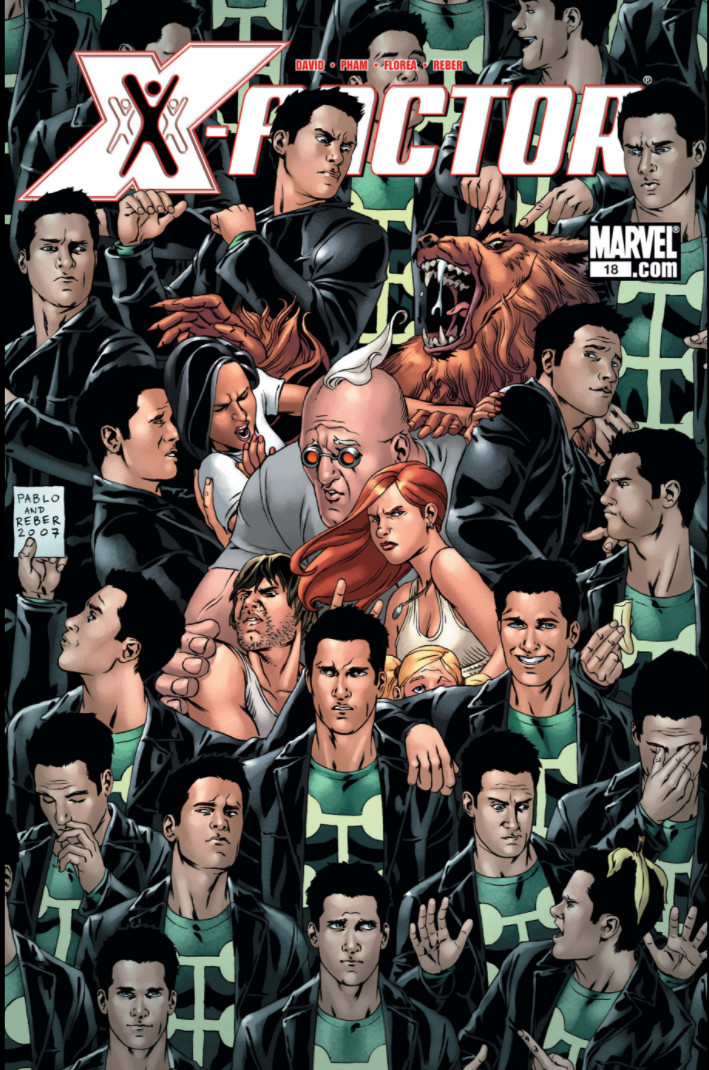 DAVID • PHAM • FLOREA • REBER
X-FACTOR®
MARVEL®
18 .com
PABLO
AND
REBER
2007